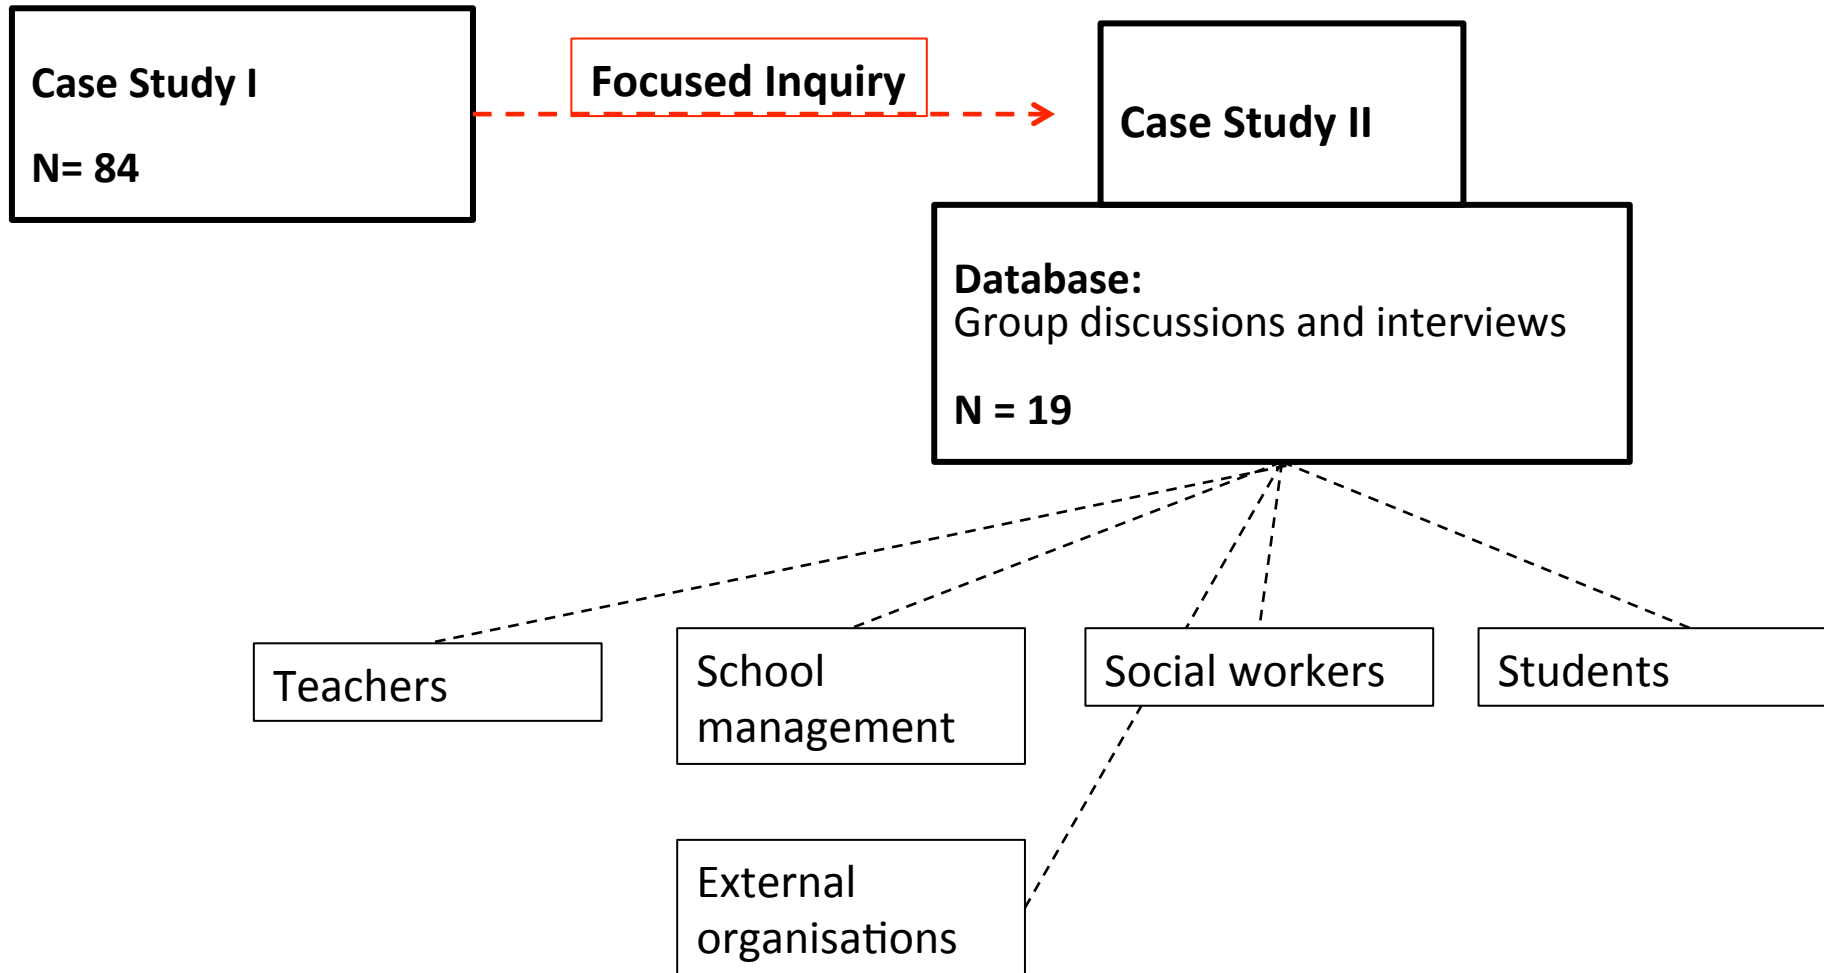 Case Study I
N= 84
Focused Inquiry
Case Study II
Database:
Group discussions and interviews
N = 19
Teachers
School
management
Social workers
Students
External
organisations